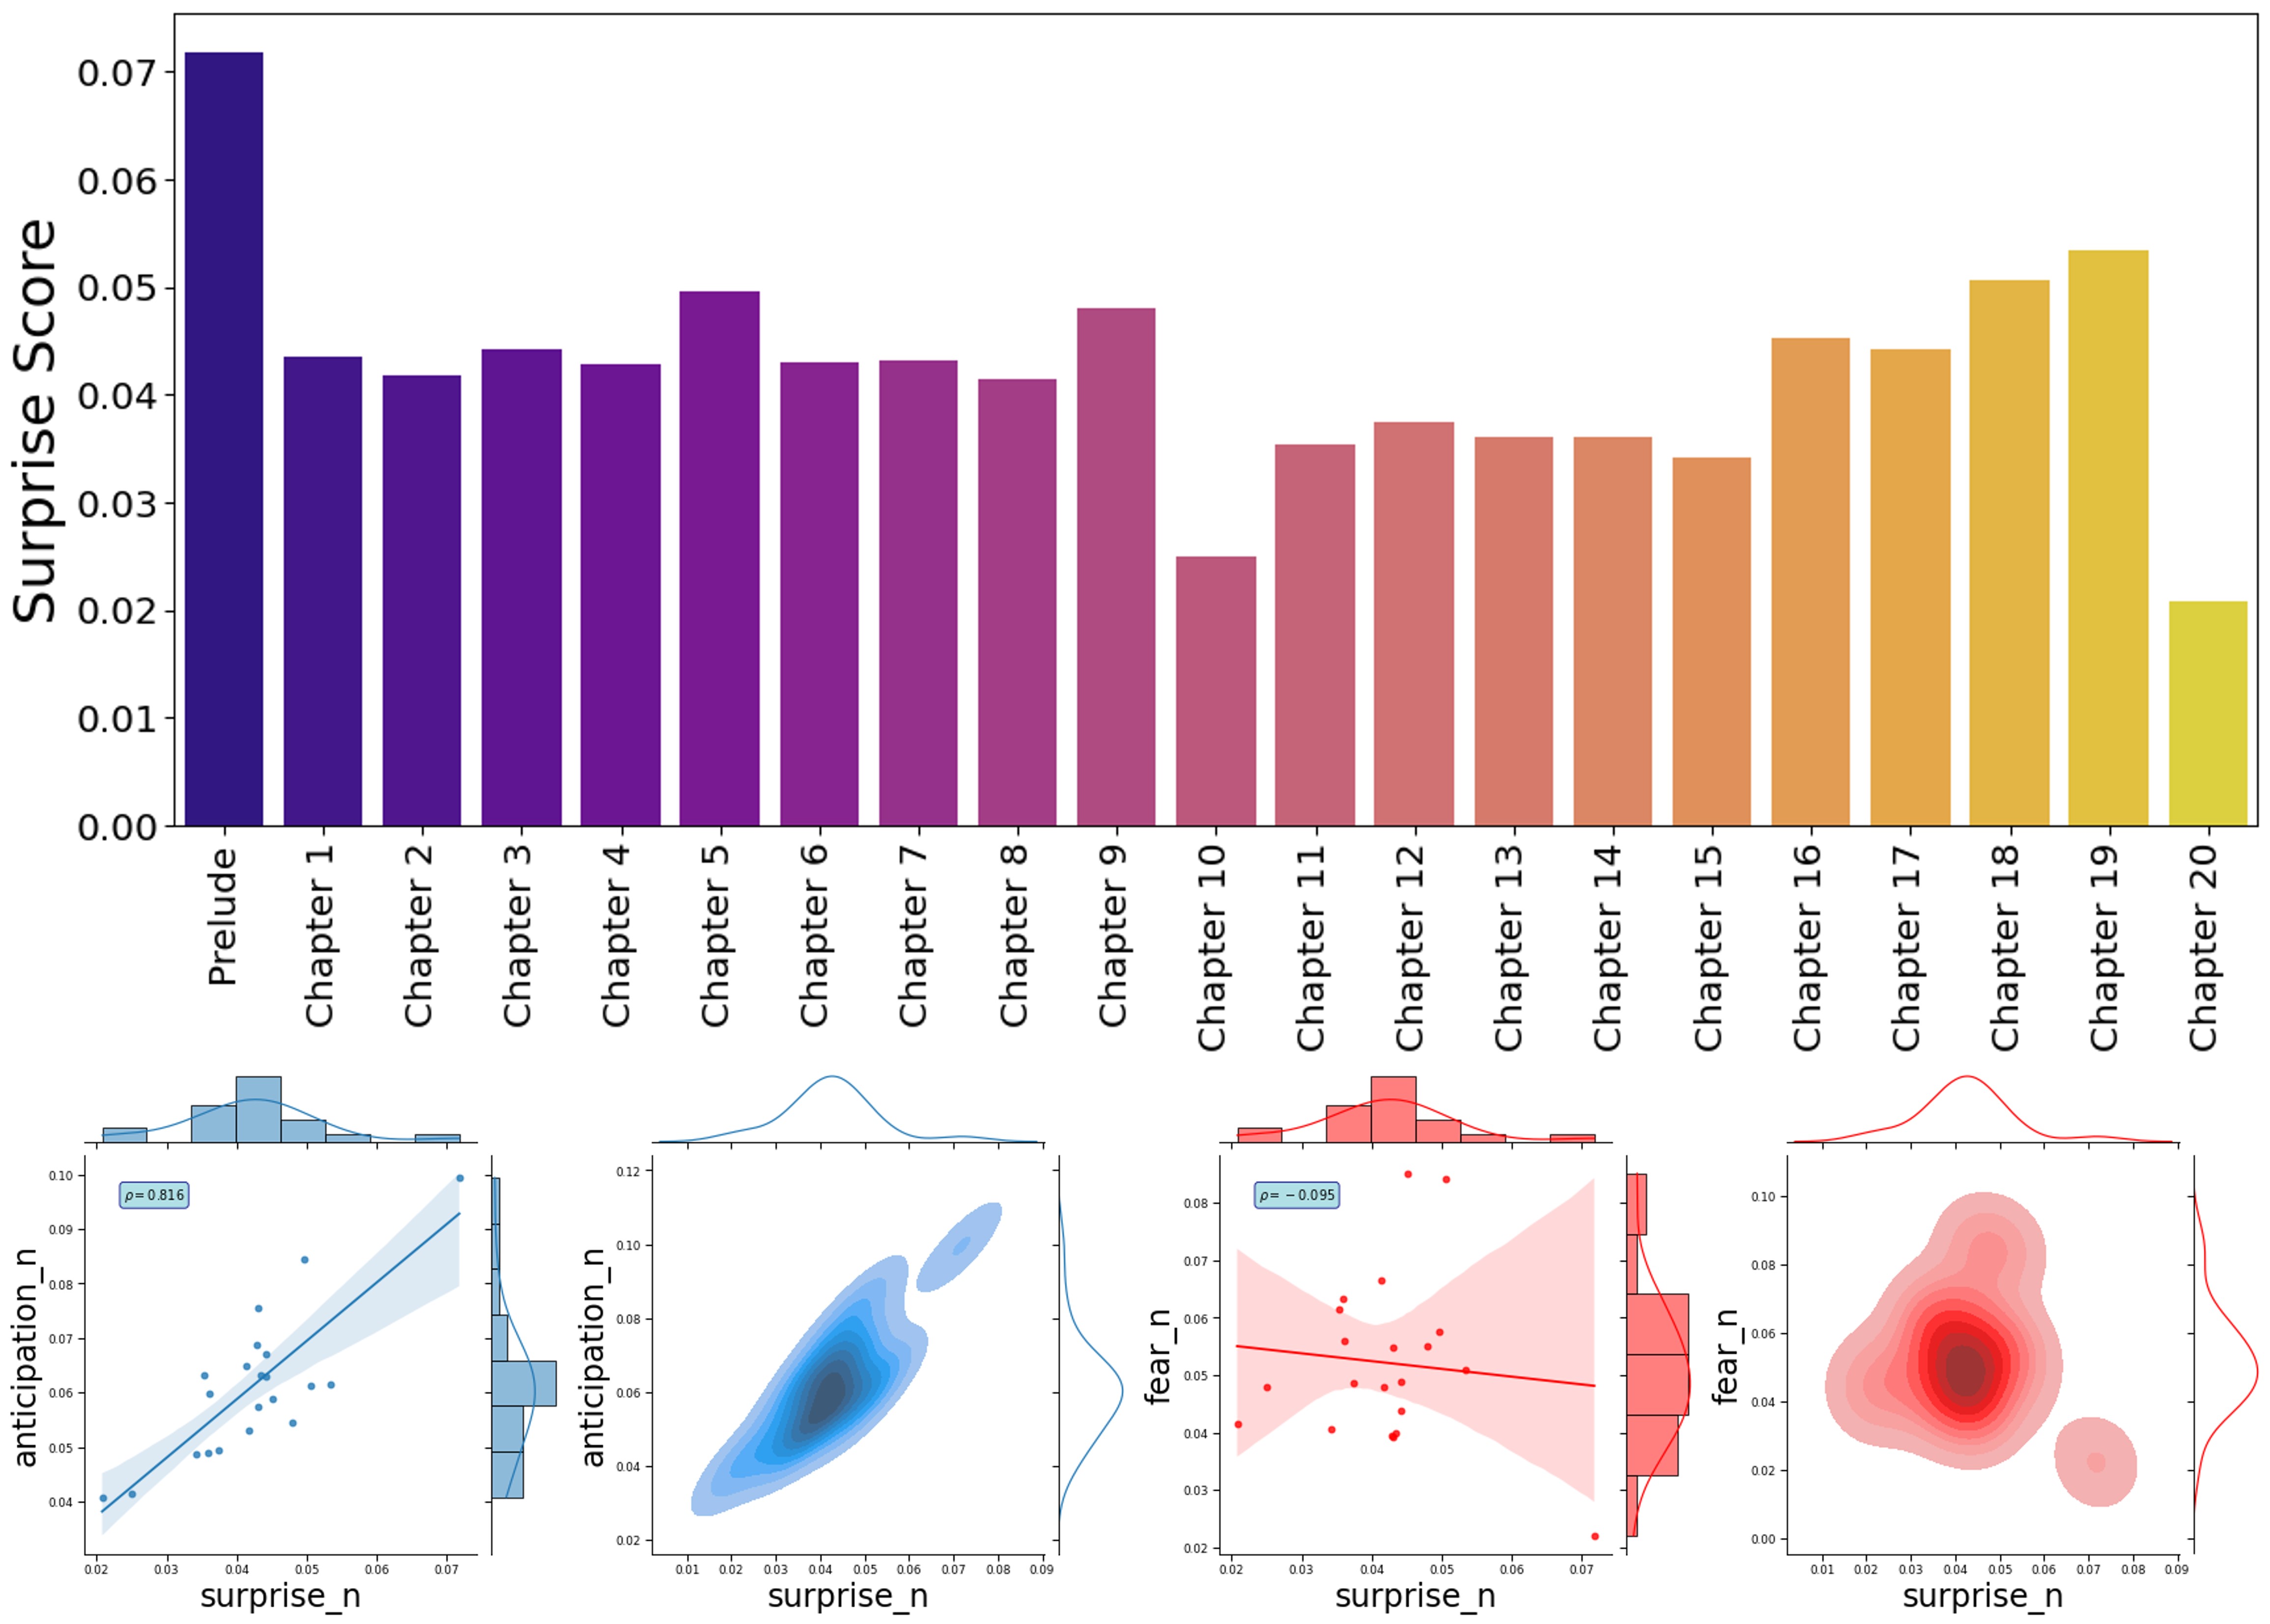 Surprise Score
0.07
0.06
0.05
0.04
0.03
0.02
0.01
0.00
Prelude
Chapter 1
Chapter 2
Chapter 3
Chapter 4
Chapter 5
Chapter 6
Chapter 7
Chapter 8
Chapter 9
Chapter 10
Chapter 11
Chapter 12
Chapter 13
Chapter 14
Chapter 15
Chapter 16
Chapter 17
Chapter 18
Chapter 19
Chapter 20
anticipation_n
0.10
0.09
0.08
0.07
0.06
0.05
0.04
ρ = 0.816
0.02 0.03 0.04 0.05 0.06 0.07
surprise_n
anticipation_n
0.12
0.10
0.08
0.06
0.04
0.02
0.01 0.02 0.03 0.04 0.05 0.06 0.07 0.08 0.09
surprise_n
fear_n
0.08
0.07
0.06
0.05
0.04
0.03
0.02
ρ = − 0.095
0.02 0.03 0.04 0.05 0.06 0.07
surprise_n
fear_n
0.10
0.08
0.06
0.04
0.02
0.00
0.01 0.02 0.03 0.04 0.05 0.06 0.07 0.08 0.09
surprise_n